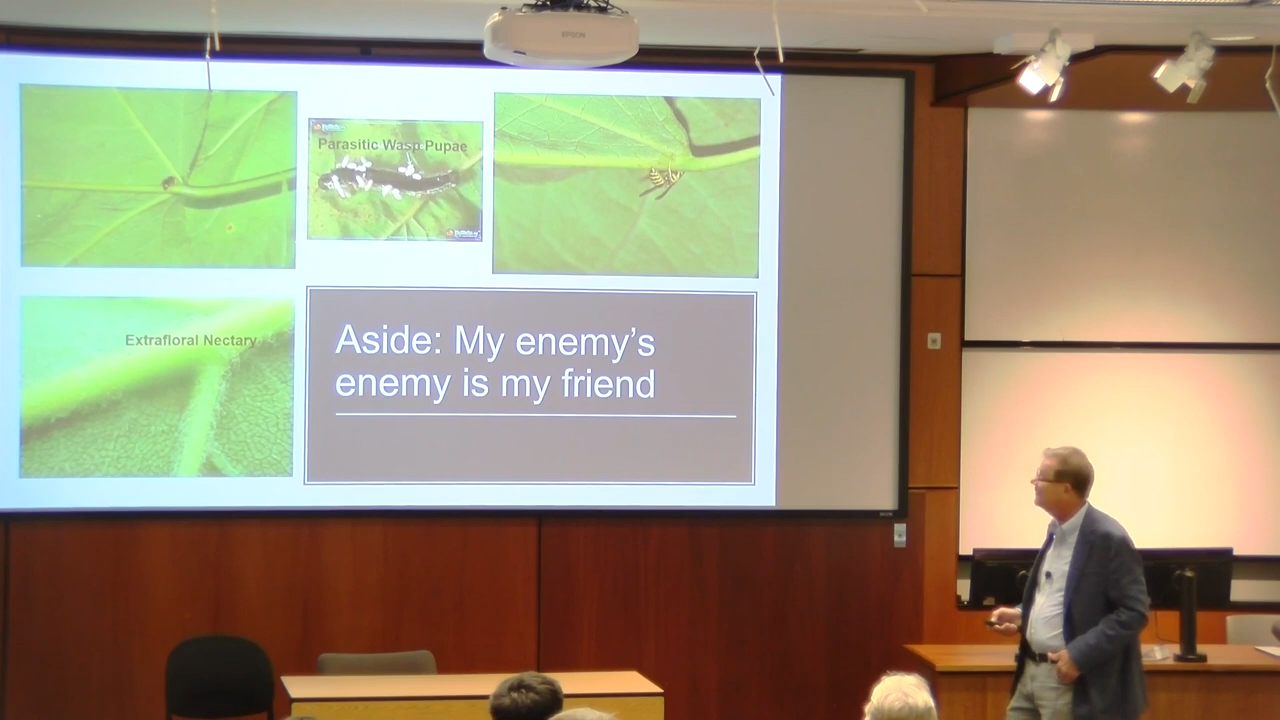 EPSON
Parasitic Wasp Pupae
Extrafloral Nectary
Aside: My enemy's
enemy is my friend